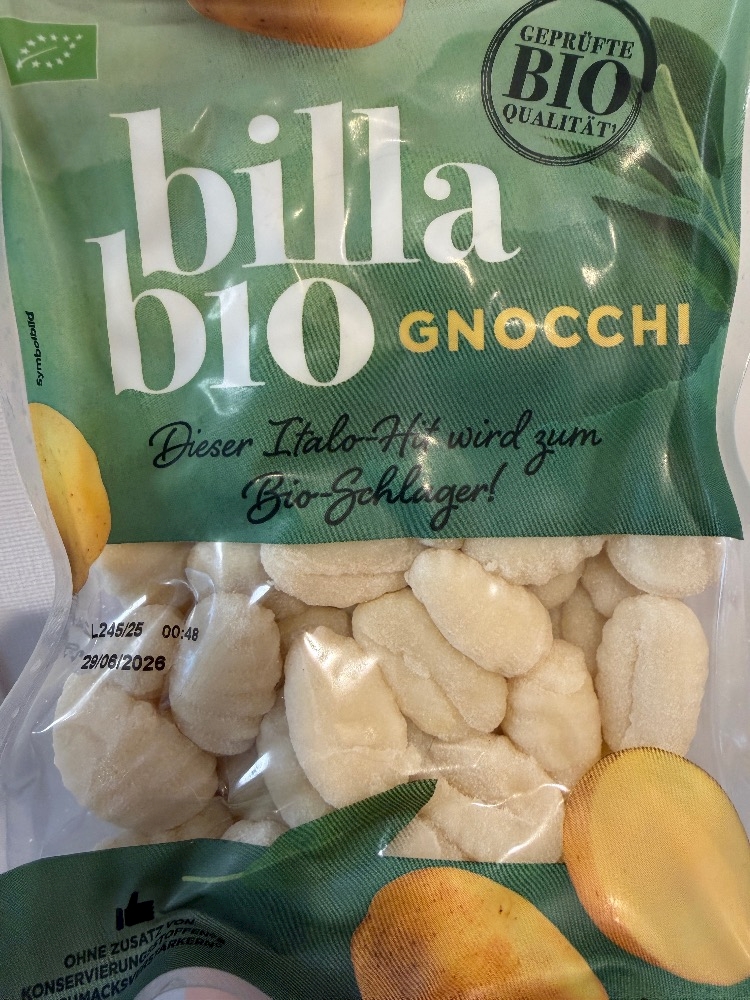 GEPRÜFTE
BIO
QUALITÄT¹
billa
bio
GNOCCHI
symbolbild
Dieser Italo-Hit wird zum
Bio-Schlager!
L245/25 00:48
29/06/2026
OHNE ZUSATZ VON